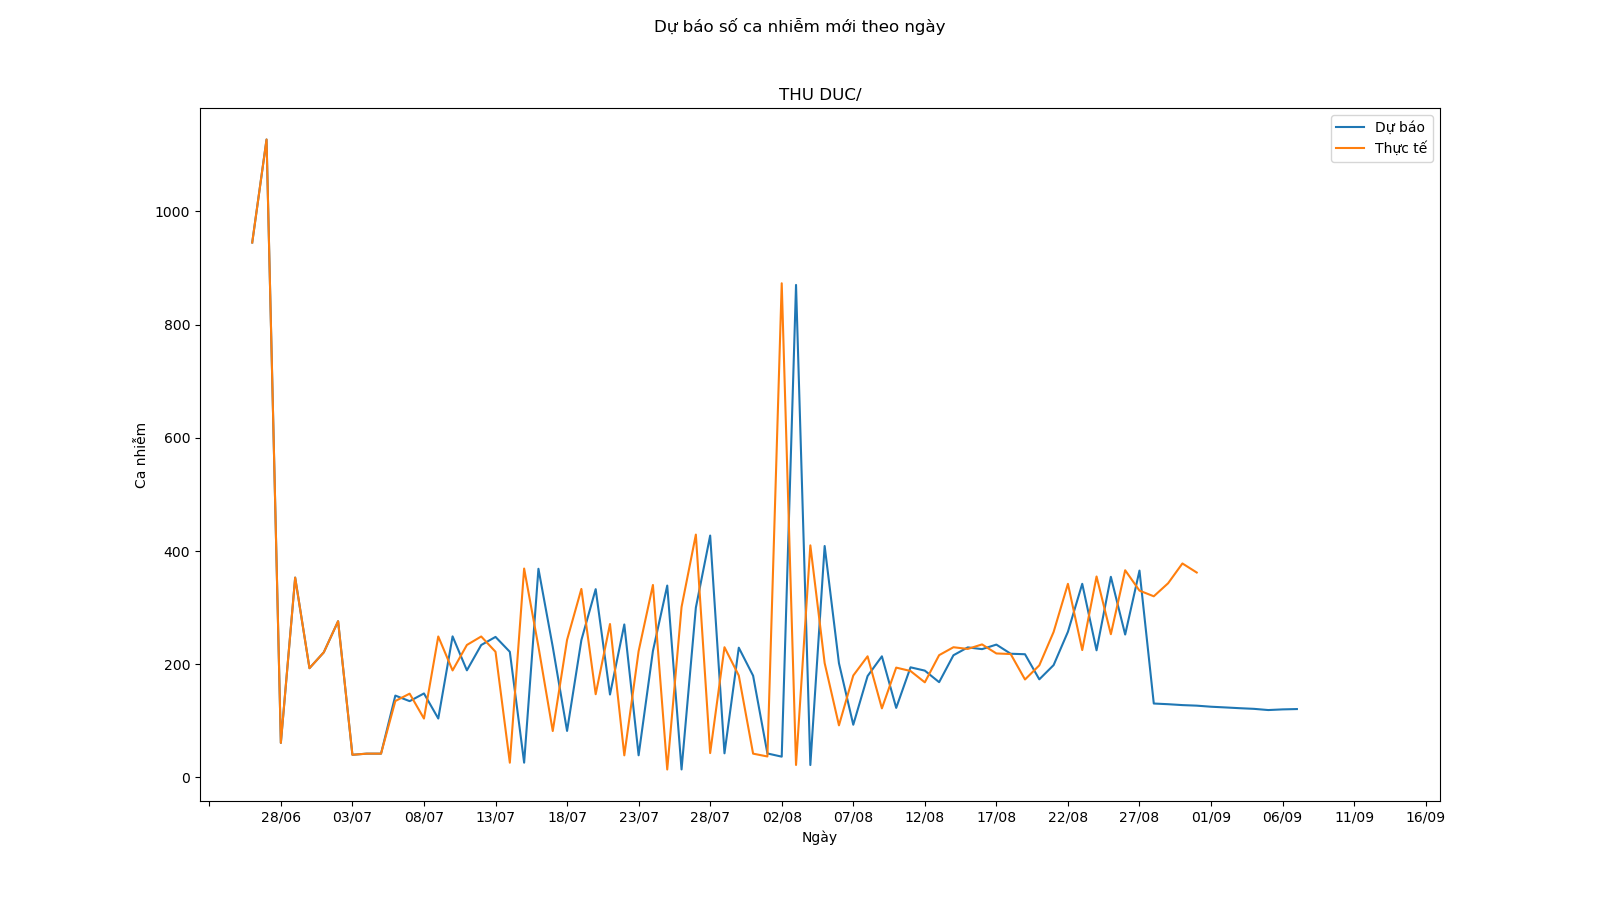 Dự báo số ca nhiễm mới theo ngày
THU DUC/
Dự báo
Thực tế
1000
800
600
400
200
0
Ca nhiễm
28/06 03/07 08/07 13/07 18/07 23/07 28/07 02/08 07/08 12/08 17/08 22/08 27/08 01/09 06/09 11/09 16/09
Ngày